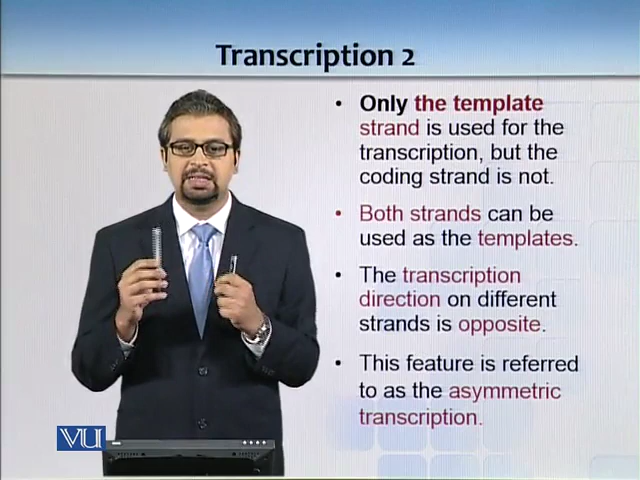 Transcription 2
• Only the template
strand is used for the
transcription, but the
coding strand is not.
• Both strands can be
used as the templates.
• The transcription
direction on different
strands is opposite.
• This feature is referred
to as the asymmetric
transcription.
VU